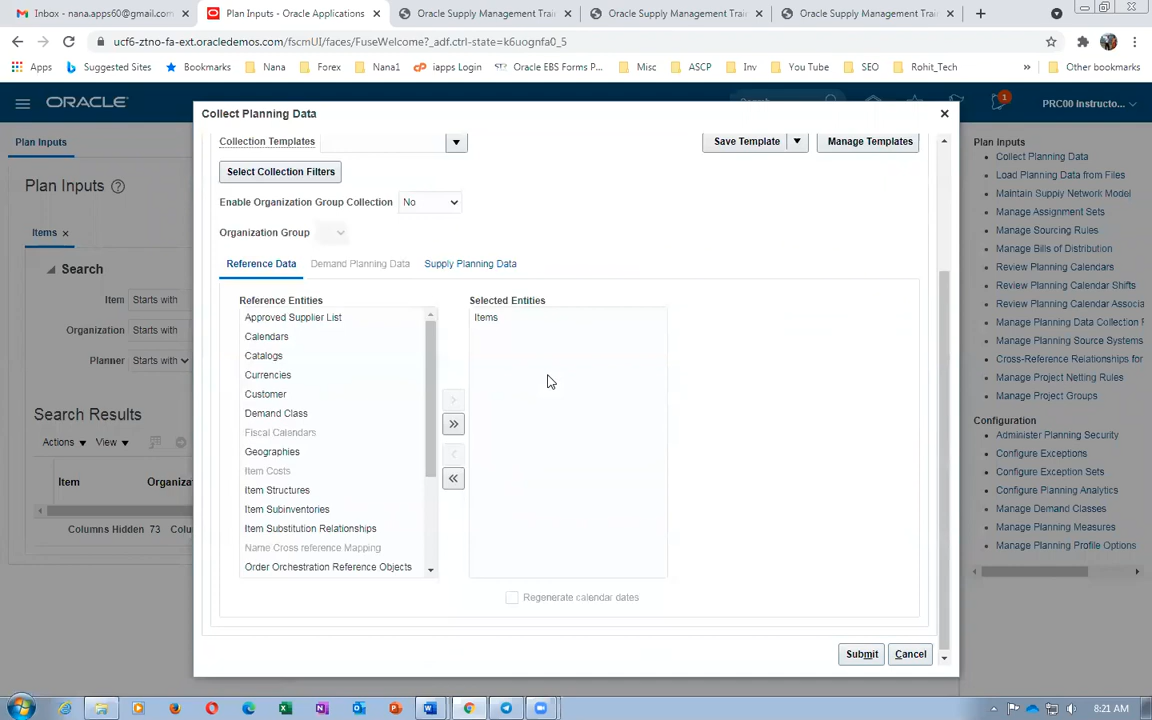 Inbox - nana.apps60@gmail.com
Plan Inputs - Oracle Applications
Oracle Supply Management Trai
Oracle Supply Management Trai
Oracle Supply Management Trai
ucf6-ztno-fa-ext.oracledemos.com/fscmUI/faces/FuseWelcome?_adf.ctrl-state=k6uognfa0_5
Apps
Suggested Sites
Bookmarks
Nana
Forex
Nana1
iapps Login
Oracle EBS Forms P...
Misc
ASCP
Inv
You Tube
SEO
Rohit_Tech
»
Other bookmarks
ORACLE
1
PRC00 Instructo...
Plan Inputs
Plan Inputs
Items
Search
Item
Starts with
Organization
Starts with
Planner
Starts with
Search Results
Actions
View
Item
Organiz
Columns Hidden 73
Colu
Collect Planning Data
Collection Templates
Save Template
Manage Templates
Select Collection Filters
Enable Organization Group Collection
No
Organization Group
Reference Data
Demand Planning Data
Supply Planning Data
Reference Entities
Approved Supplier List
Calendars
Catalogs
Currencies
Customer
Demand Class
Fiscal Calendars
Geographies
Item Costs
Item Structures
Item Subinventories
Item Substitution Relationships
Name Cross reference Mapping
Order Orchestration Reference Objects
Selected Entities
Items
Regenerate calendar dates
Submit
Cancel
Plan Inputs
Collect Planning Data
Load Planning Data from Files
Maintain Supply Network Model
Manage Assignment Sets
Manage Sourcing Rules
Manage Bills of Distribution
Review Planning Calendars
Review Planning Calendar Shifts
Review Planning Calendar Associa
Manage Planning Data Collection F
Manage Planning Source Systems
Cross-Reference Relationships for
Manage Project Netting Rules
Manage Project Groups
Configuration
Administer Planning Security
Configure Exceptions
Configure Exception Sets
Configure Planning Analytics
Manage Demand Classes
Manage Planning Measures
Manage Planning Profile Options
8:21 AM